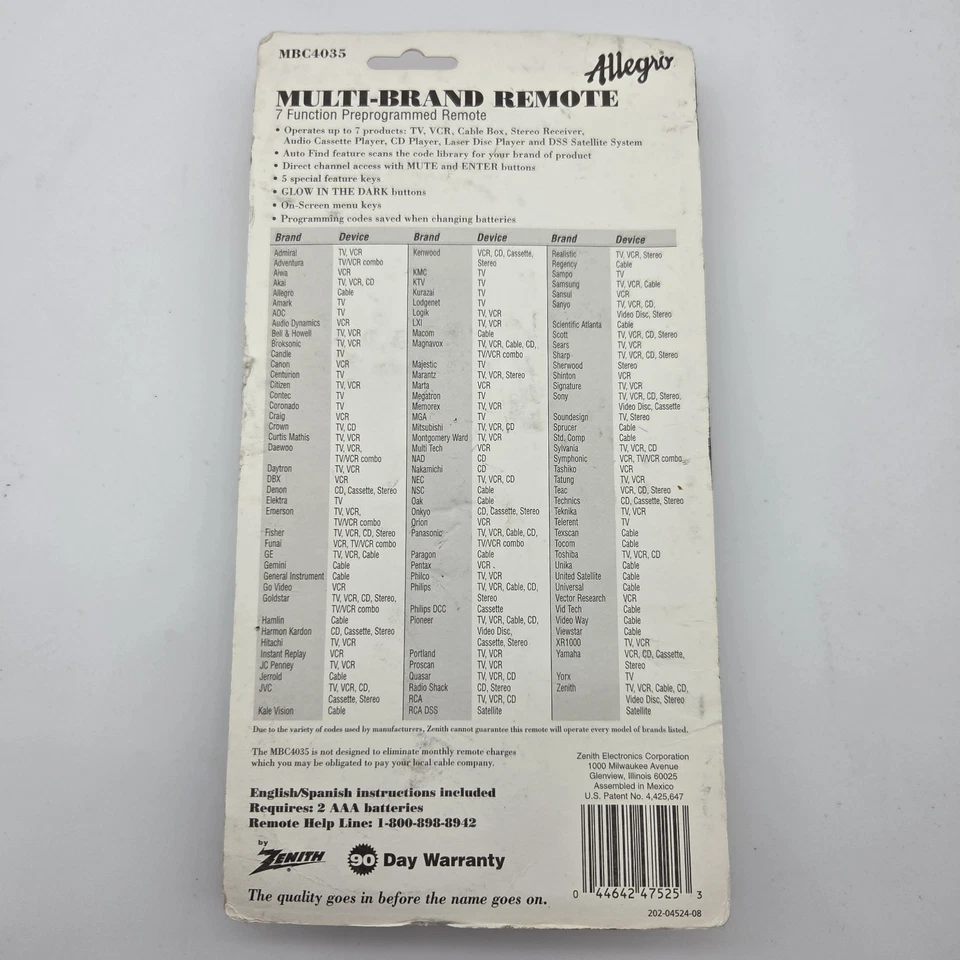 MBC4035
Allegro
MULTI-BRAND REMOTE
7 Function Preprogrammed Remote
• Operates up to 7 products: TV, VCR, Cable Box, Stereo Receiver,
Audio Cassette Player, CD Player, Laser Disc Player and DSS Satellite System
• Auto Find feature scans the code library for your brand of product
• Direct channel access with MUTE and ENTER buttons
• 5 special feature keys
• GLOW IN THE DARK buttons
• On-Screen menu keys
• Programming codes saved when changing batteries
Brand Device
Admiral TV, VCR
Adventura TV/VCR combo
Aiwa VCR
Akai TV, VCR, CD
Allegro Cable
Amark TV
AOC TV
Audio Dynamics VCR
Bell & Howell TV, VCR
Broksonic TV, VCR
Candle TV
Canon VCR
Centurion TV
Citizen TV, VCR
Contec TV
Coronado TV
Craig VCR
Crown TV, CD
Curtis Mathis TV, VCR
Daewoo TV, VCR,
TV/VCR combo
Daytron TV, VCR
DBX VCR
Denon CD, Cassette, Stereo
Elektra TV
Emerson TV, VCR,
TV/VCR combo
Fisher TV, VCR, CD, Stereo
Funai VCR, TV/VCR combo
GE TV, VCR, Cable
Gemini Cable
General Instrument Cable
Go Video VCR
Goldstar TV, VCR, CD, Stereo,
TV/VCR combo
Hamlin Cable
Harmon Kardon CD, Cassette, Stereo
Hitachi TV, VCR
Instant Replay VCR
JC Penney TV, VCR
Jerroid Cable
JVC TV, VCR, CD,
Cassette, Stereo
Kale Vision Cable
Brand Device
Kenwood VCR, CD, Cassette,
Stereo
KMC TV
KTV TV
Kurazai TV
Lodgenet TV
Logik TV, VCR
LXI TV, VCR
Macom Cable
Magnavox TV, VCR, Cable, CD,
TV/VCR combo
Majestic TV
Marantz TV, VCR, Stereo
Marta VCR
Megatron TV
Memorex TV, VCR
MGA TV
Mitsubishi TV, VCR, CD
Montgomery Ward TV, VCR
Multi Tech VCR
NAD CD
Nakamichi CD
NEC TV, VCR, CD
NSC Cable
Oak Cable
Onkyo CD, Cassette, Stereo
Orion VCR
Panasonic TV, VCR, Cable, CD,
TV/VCR combo
Paragon Cable
Pentax VCR
Philco TV, VCR
Philips TV, VCR, Cable, CD,
Stereo
Philips DCC Cassette
Pioneer TV, VCR, Cable, CD,
Video Disc,
Cassette, Stereo
Portland TV, VCR
Proscan TV, VCR
Quasar TV, VCR, CD
Radio Shack CD, Stereo
RCA TV, VCR, CD
RCA DSS Satellite
Brand Device
Realistic TV, VCR, Stereo
Regency Cable
Sampo TV
Samsung TV, VCR, Cable
Sansui VCR
Sanyo TV, VCR, CD,
Video Disc, Stereo
Scientific Atlanta Cable
Scott TV, VCR, CD, Stereo
Sears TV, VCR
Sharp TV, VCR, CD, Stereo
Sherwood Stereo
Shinton VCR
Signature TV, VCR
Sony TV, VCR, CD, Stereo,
Video Disc, Cassette
Soundesign TV, Stereo
Sprucer Cable
Std. Comp Cable
Sylvania TV, VCR, CD
Symphonic VCR, TV/VCR combo
Tashiko VCR
Tatung TV, VCR
Teac VCR, CD, Stereo
Technics CD, Cassette, Stereo
Teknika TV, VCR
Telerent TV
Texscan Cable
Tocom Cable
Toshiba TV, VCR, CD
Unika Cable
United Satellite Cable
Universal Cable
Vector Research VCR
Vid Tech Cable
Video Way Cable
Viewstar Cable
XR1000 TV, VCR
Yamaha VCR, CD, Cassette,
Stereo
Yorx TV
Zenith TV, VCR, Cable, CD,
Video Disc, Stereo
Satellite
Due to the variety of codes used by manufacturers, Zenith cannot guarantee this remote will operate every model of brands listed.
The MBC4035 is not designed to eliminate monthly remote charges
which you may be obligated to pay your local cable company.
English/Spanish instructions included
Requires: 2 AAA batteries
Remote Help Line: 1-800-898-8942
by
ZENITH
90 Day Warranty
The quality goes in before the name goes on.
Zenith Electronics Corporation
1000 Milwaukee Avenue
Glenview, Illinois 60025
Assembled in Mexico
U.S. Patent No. 4,425,647
0 44642 47525 3
202-04524-08